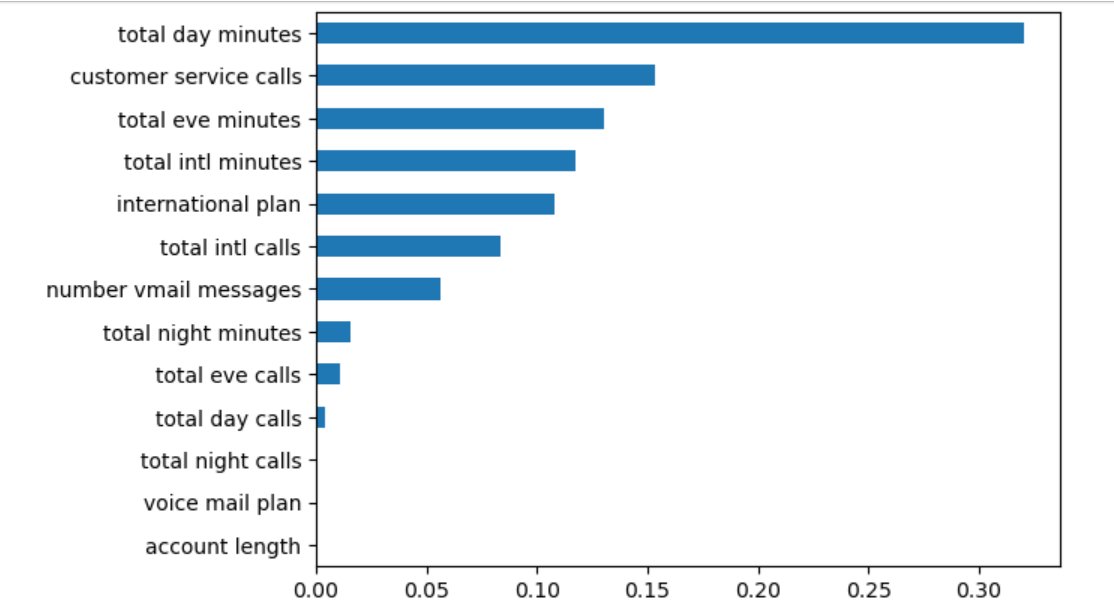 total day minutes
customer service calls
total eve minutes
total intl minutes
international plan
total intl calls
number vmail messages
total night minutes
total eve calls
total day calls
total night calls
voice mail plan
account length
0.00 0.05 0.10 0.15 0.20 0.25 0.30